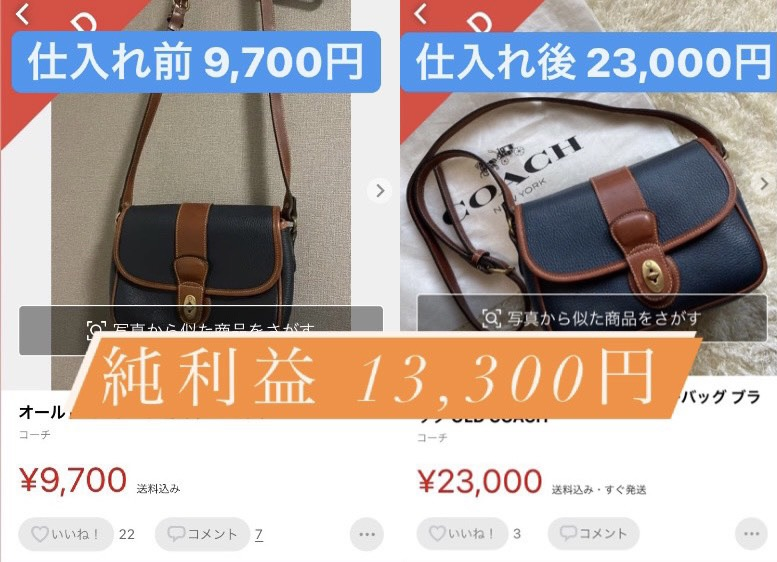 仕入れ前 9,700円
仕入れ後 23,000円
D
D
COACH
NEW YORK
写真から似た商品をさがす
写真から似た商品をさがす
純利益 13,300円
オール
バッグ ブラ
OLD COACH
コーチ
コーチ
¥9,700 送料込み
¥23,000 送料込み・すぐ発送
いいね！ 22 コメント 7
いいね！ 3 コメント